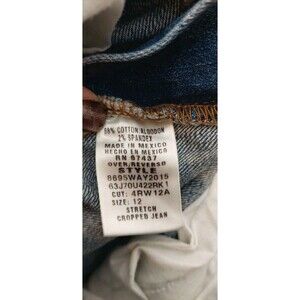 98% COTTON ALGODON
2% SPANDEX
MADE IN MEXICO
HECHO EN MEXICO
RN 67437
OVER/REVERSO
STYLE
8695WAY2015
63J70U422RK1
CUT: 4RW12A
SIZE: 12
STRETCH
CROPPED JEAN